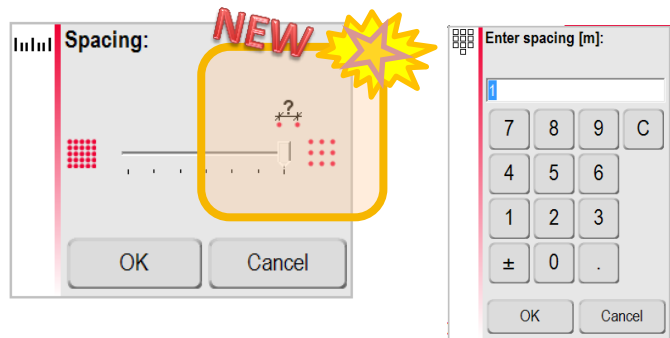 NEW
Spacing:
?
OK Cancel
Enter spacing [m]:
1
7 8 9 C
4 5 6
1 2 3
± 0 .
OK Cancel